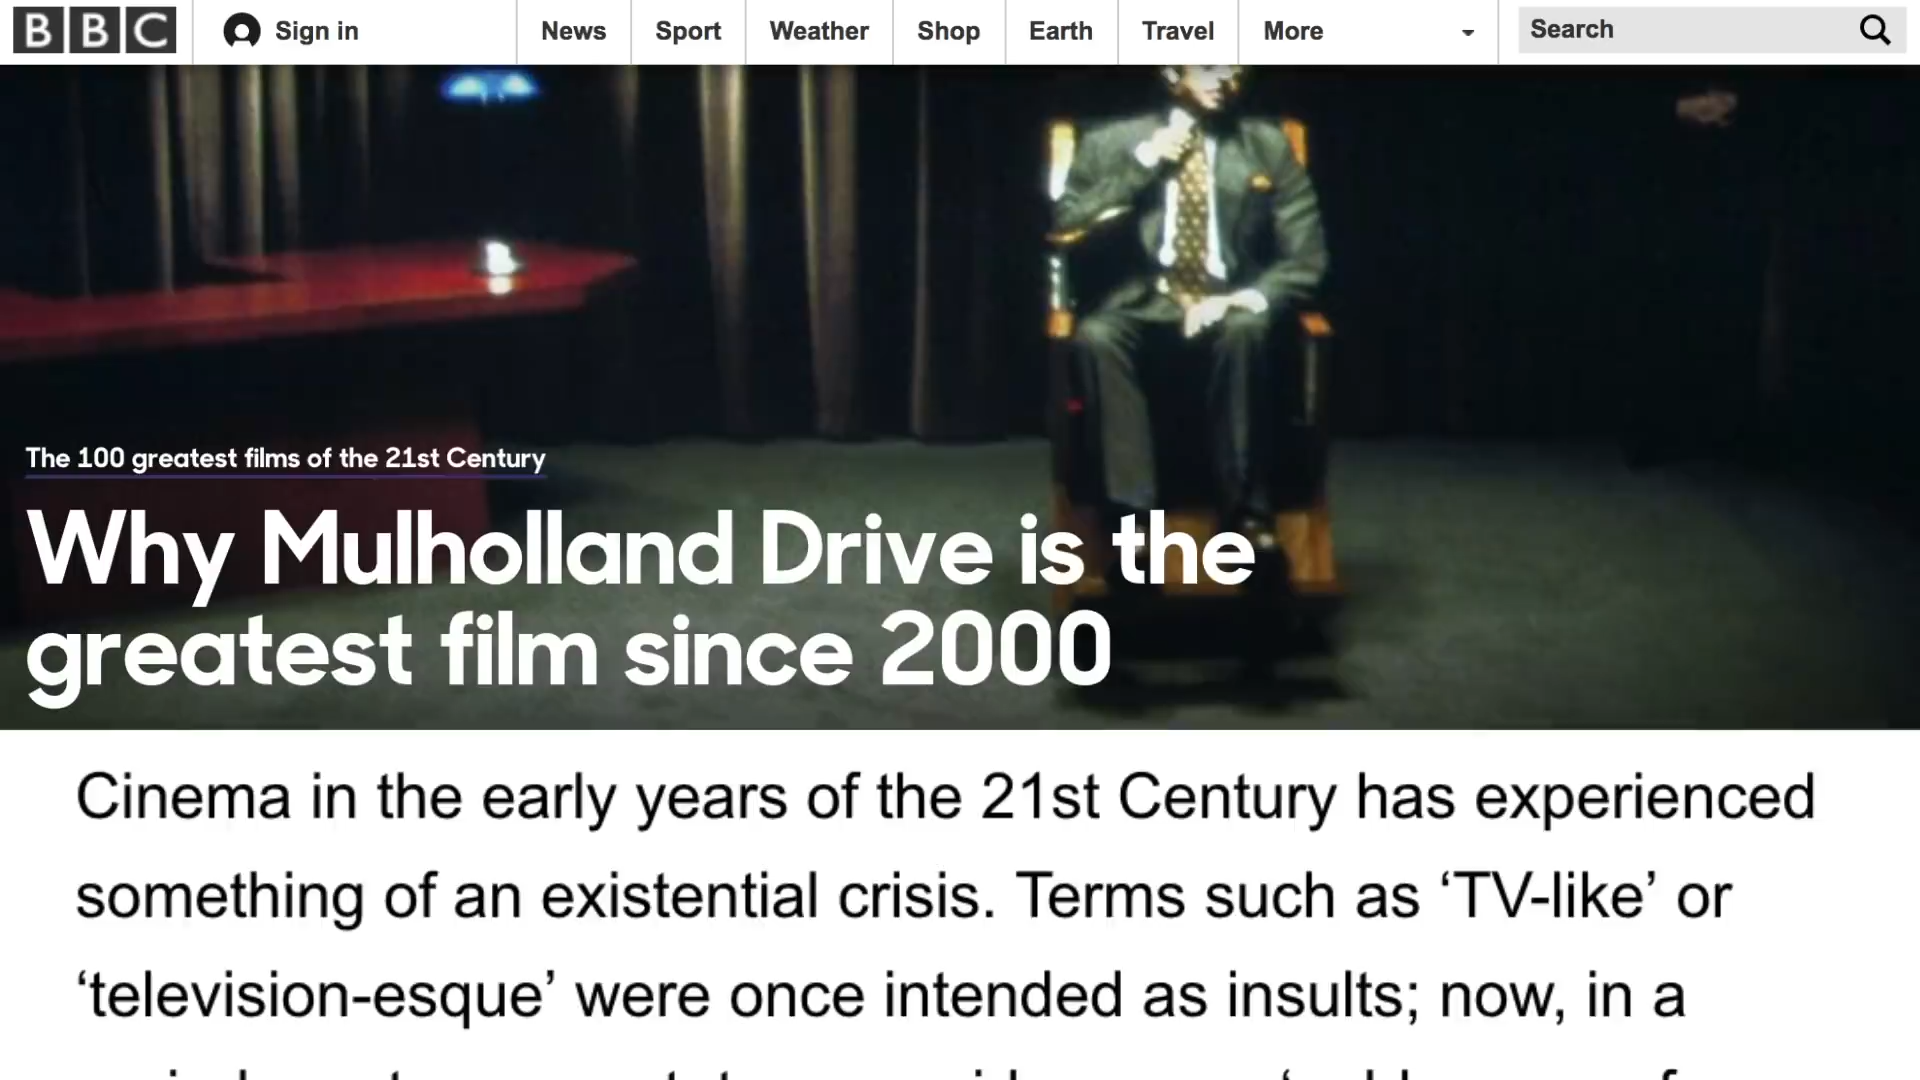 BBC
Sign in
News
Sport
Weather
Shop
Earth
Travel
More
Search
The 100 greatest films of the 21st Century
Why Mulholland Drive is the
greatest film since 2000
Cinema in the early years of the 21st Century has experienced
something of an existential crisis. Terms such as ‘TV-like’ or
‘television-esque’ were once intended as insults; now, in a